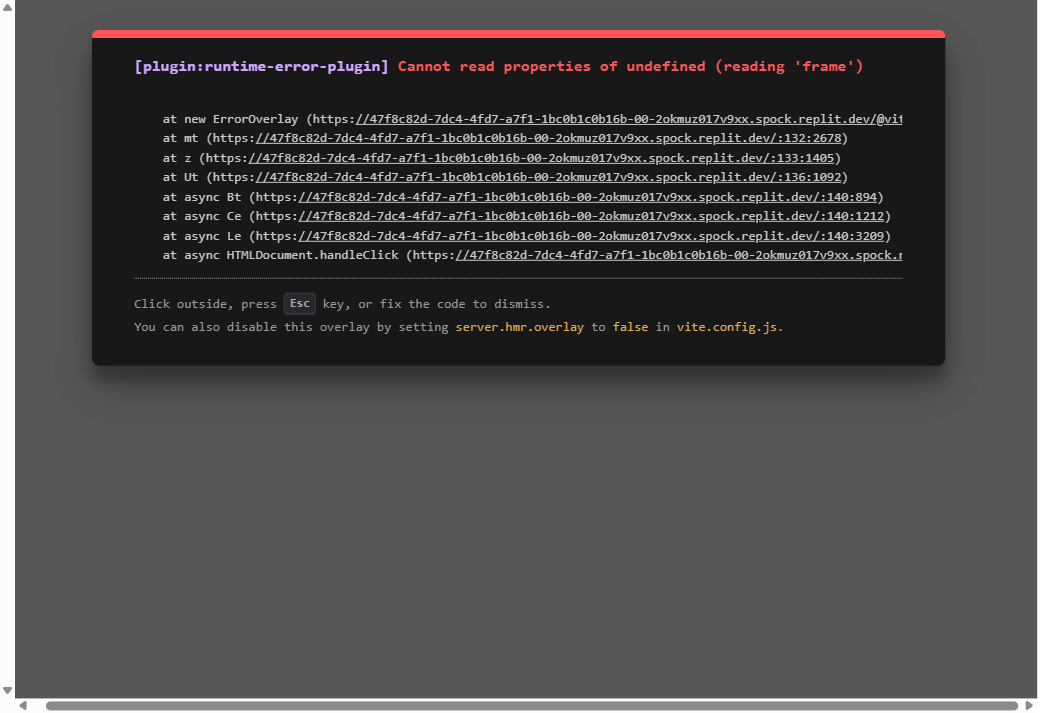 [plugin:runtime-error-plugin] Cannot read properties of undefined (reading 'frame')
at new ErrorOverlay (https://47f8c82d-7dc4-4fd7-a7f1-1bc0b1c0b16b-00-2okmuz017v9xx.spock.replit.dev/@vit
at mt (https://47f8c82d-7dc4-4fd7-a7f1-1bc0b1c0b16b-00-2okmuz017v9xx.spock.replit.dev/:132:2678)
at z (https://47f8c82d-7dc4-4fd7-a7f1-1bc0b1c0b16b-00-2okmuz017v9xx.spock.replit.dev/:133:1405)
at Ut (https://47f8c82d-7dc4-4fd7-a7f1-1bc0b1c0b16b-00-2okmuz017v9xx.spock.replit.dev/:136:1092)
at async Bt (https://47f8c82d-7dc4-4fd7-a7f1-1bc0b1c0b16b-00-2okmuz017v9xx.spock.replit.dev/:140:894)
at async Ce (https://47f8c82d-7dc4-4fd7-a7f1-1bc0b1c0b16b-00-2okmuz017v9xx.spock.replit.dev/:140:1212)
at async Le (https://47f8c82d-7dc4-4fd7-a7f1-1bc0b1c0b16b-00-2okmuz017v9xx.spock.replit.dev/:140:3209)
at async HTMLDocument.handleClick (https://47f8c82d-7dc4-4fd7-a7f1-1bc0b1c0b16b-00-2okmuz017v9xx.spock.r
Click outside, press Esc key, or fix the code to dismiss.
You can also disable this overlay by setting server.hmr.overlay to false in vite.config.js.